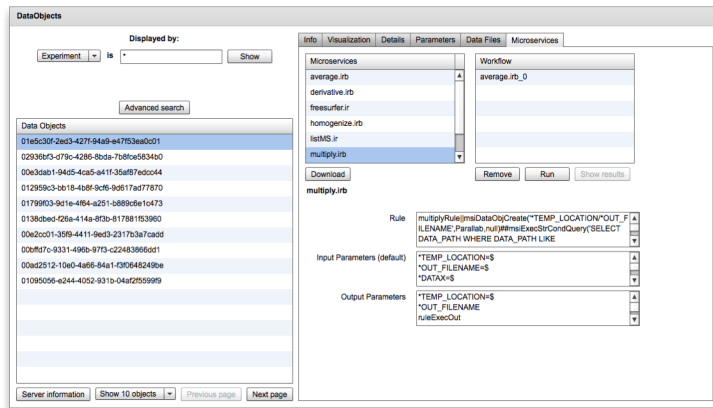 DataObjects
Displayed by:
Experiment is * Show
Advanced search
Data Objects
01e5c30f-2ed3-427f-94a9-e47f53ea0c01
02936bf3-d79c-4286-8bda-7b8fce5834b0
00e3dab1-94d5-4ca5-a41f-35af87edcc44
012959c3-bb18-4b8f-9cf6-9d617ad77870
01799f03-9d1e-4f64-a251-b889c6e1c473
0138dbed-f26a-414a-8f3b-817881f53960
00e2cc01-35f9-4411-9ed3-2317b3a7cadd
00bffd7c-9331-496b-97f3-c22483866dd1
00ad2512-10e0-4a66-84a1-f3f0648249be
01095056-e244-4052-931b-04af2f5599f9
Server information Show 10 objects Previous page Next page
Info Visualization Details Parameters Data Files Microservices
Microservices
average.irb
derivative.irb
freesurfer.ir
homogenize.irb
listMS.ir
multiply.irb
Download
Workflow
average.irb_0
Remove Run Show results
multiply.irb
Rule
multiplyRule||msiDataObjCreate('*TEMP_LOCATION/*OUT_F
ILENAME',Parallab,null)##msiExecStrCondQuery('SELECT
DATA_PATH WHERE DATA_PATH LIKE
Input Parameters (default)
*TEMP_LOCATION=$
*OUT_FILENAME=$
*DATAX=$
Output Parameters
*TEMP_LOCATION=$
*OUT_FILENAME
ruleExecOut